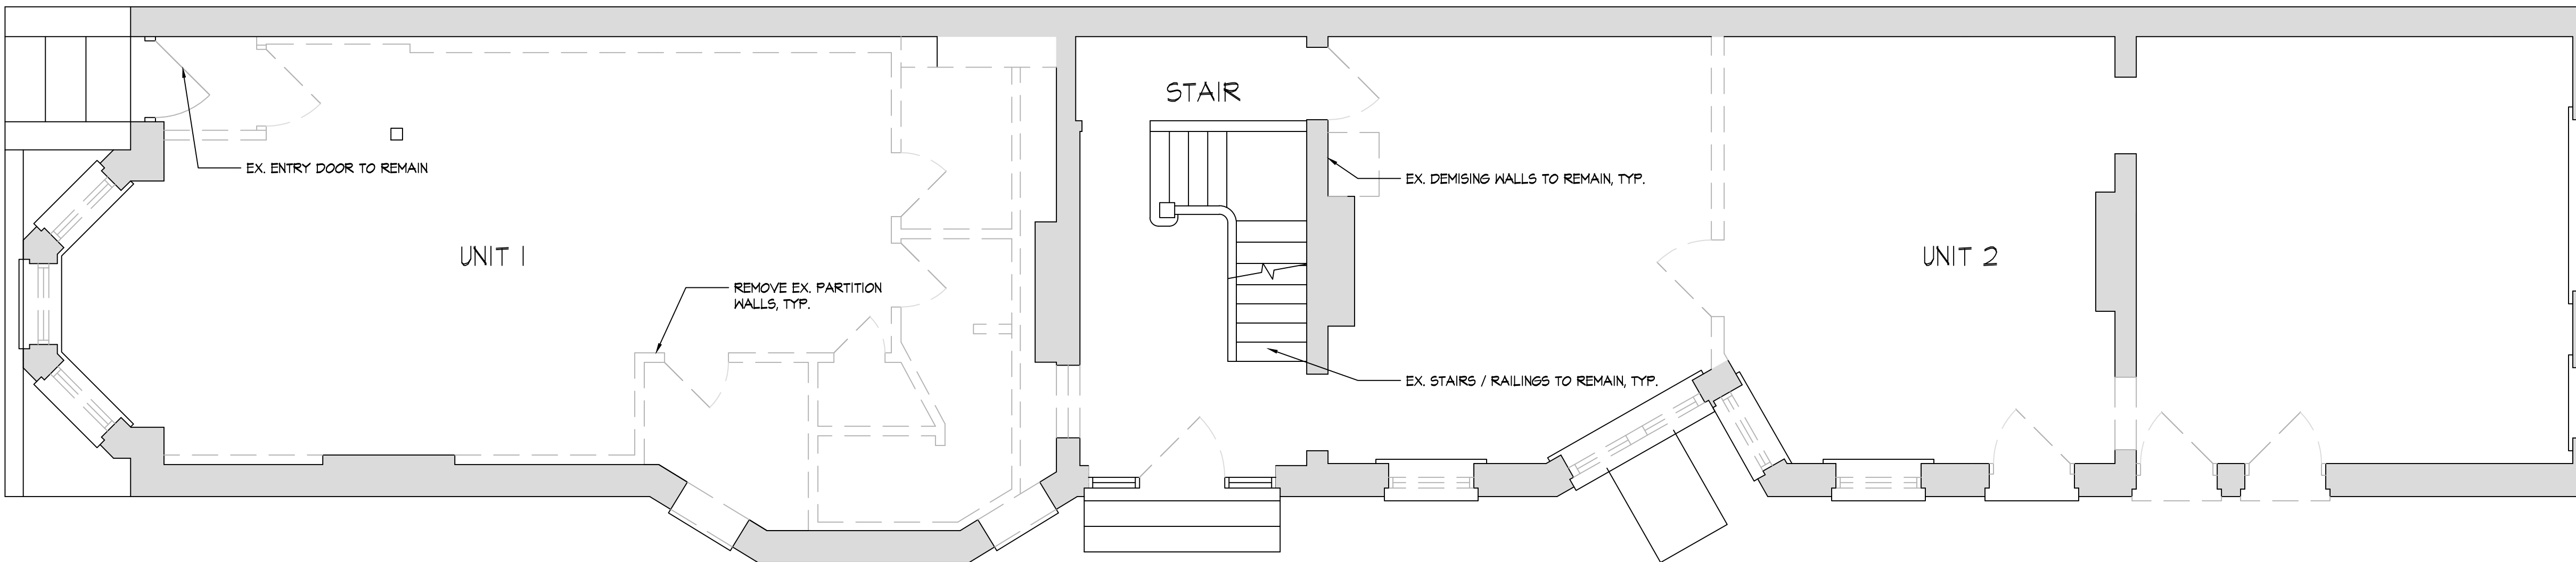 STAIR
EX. ENTRY DOOR TO REMAIN
EX. DEMISING WALLS TO REMAIN, TYP.
UNIT 1
UNIT 2
REMOVE EX. PARTITION
WALLS, TYP.
EX. STAIRS / RAILINGS TO REMAIN, TYP.